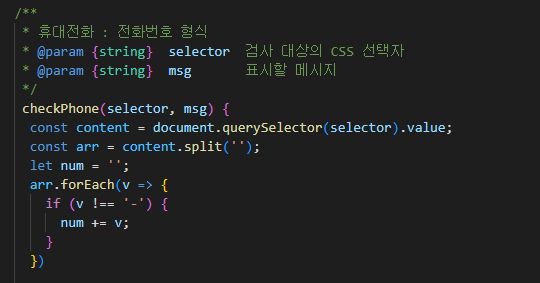 /**
 * 휴대전화 : 전화번호 형식
 * @param {string}  selector  검사 대상의 CSS 선택자
 * @param {string}  msg       표시할 메시지
 */
checkPhone(selector, msg) {
  const content = document.querySelector(selector).value;
  const arr = content.split('');
  let num = '';
  arr.forEach(v => {
    if (v !== '-') {
      num += v;
    }
  })